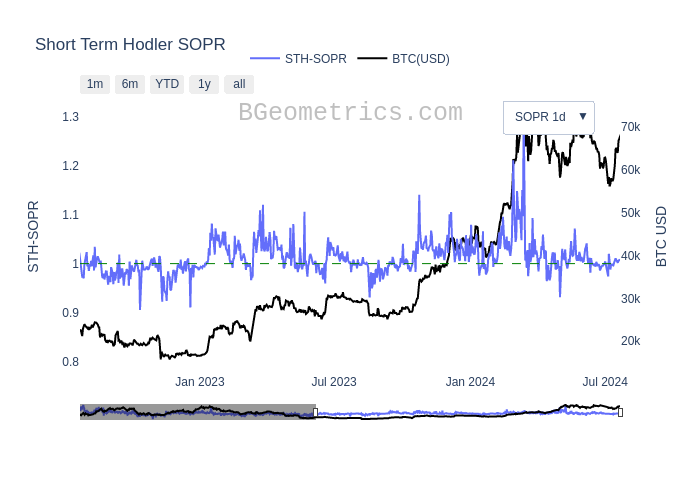 Short Term Hodler SOPR
STH-SOPR
BTC(USD)
1m 6m YTD 1y all
BGeometrics.com
SOPR 1d ▼
1.3
1.2
1.1
1
0.9
0.8
STH-SOPR
70k
60k
50k
40k
30k
20k
BTC USD
Jan 2023 Jul 2023 Jan 2024 Jul 2024